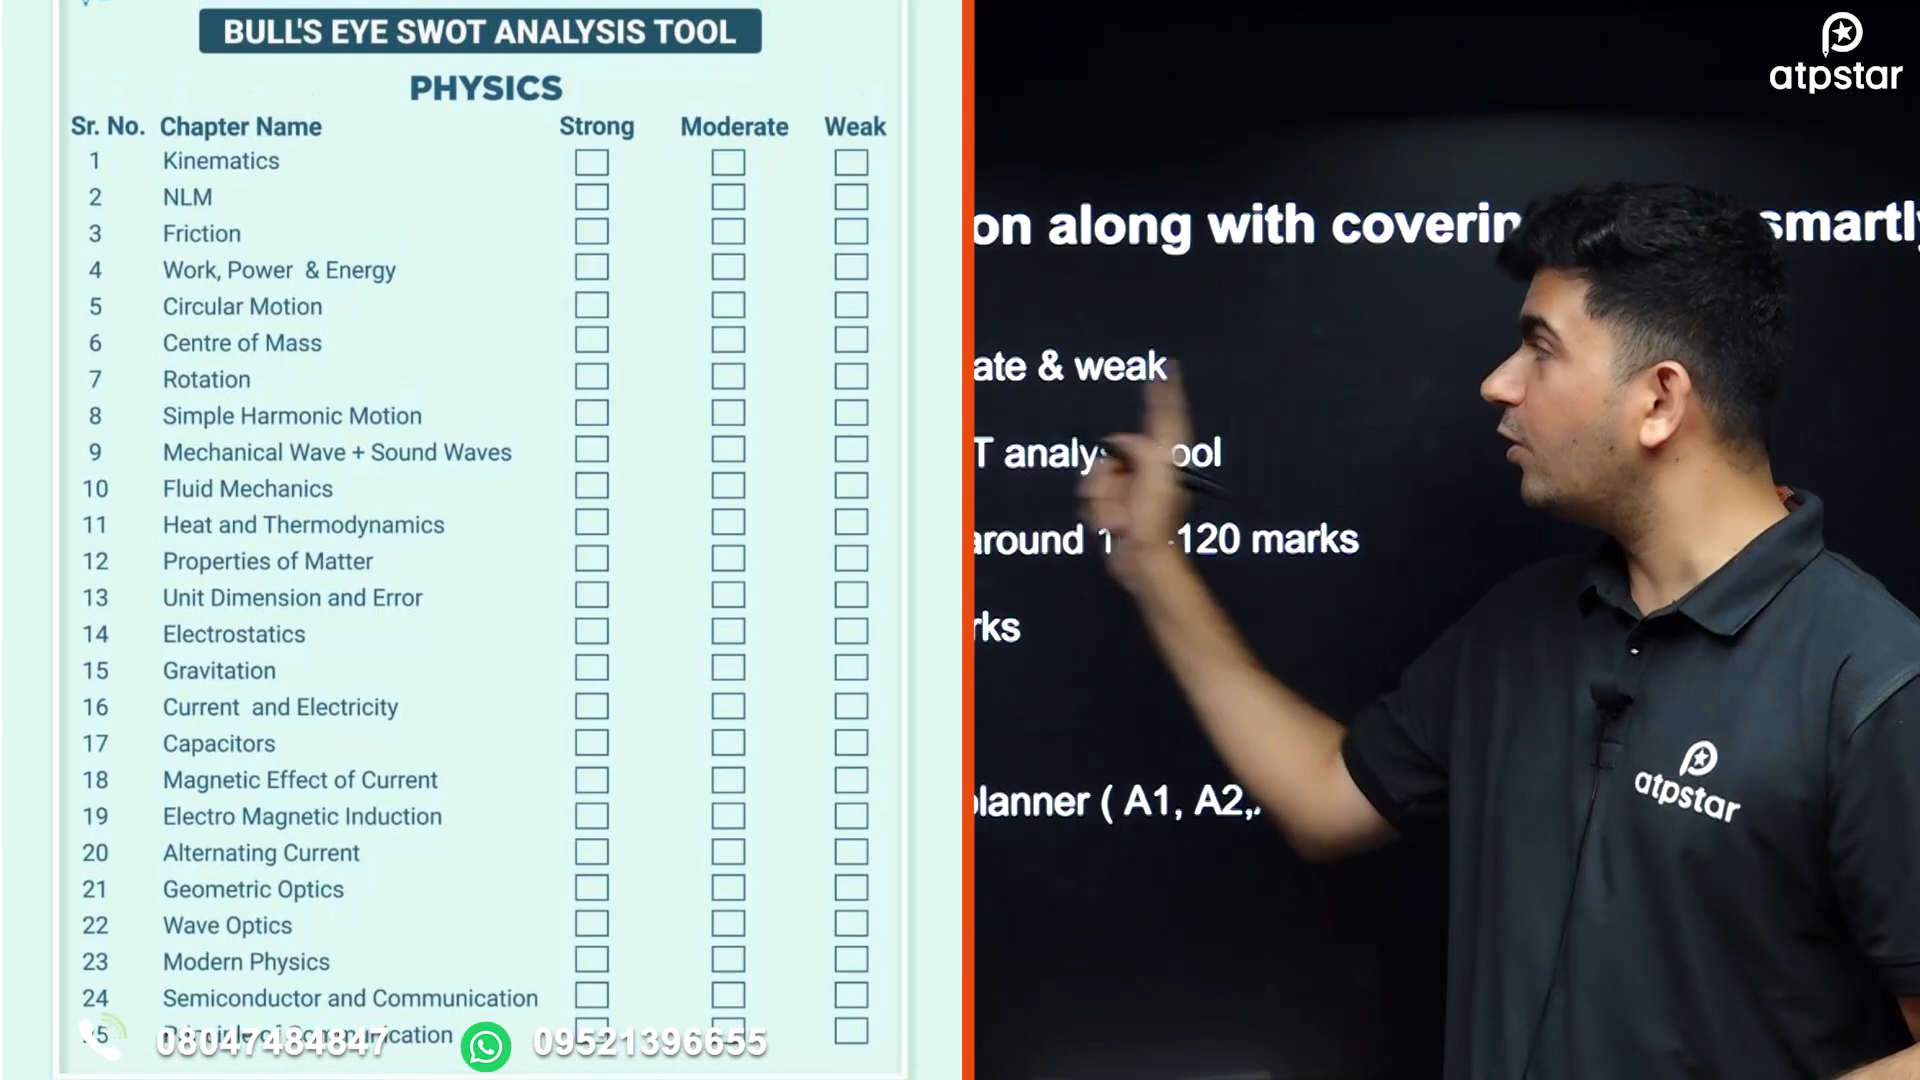 BULL'S EYE SWOT ANALYSIS TOOL
PHYSICS
Sr. No. Chapter Name Strong Moderate Weak
1 Kinematics
2 NLM
3 Friction
4 Work, Power & Energy
5 Circular Motion
6 Centre of Mass
7 Rotation
8 Simple Harmonic Motion
9 Mechanical Wave + Sound Waves
10 Fluid Mechanics
11 Heat and Thermodynamics
12 Properties of Matter
13 Unit Dimension and Error
14 Electrostatics
15 Gravitation
16 Current and Electricity
17 Capacitors
18 Magnetic Effect of Current
19 Electro Magnetic Induction
20 Alternating Current
21 Geometric Optics
22 Wave Optics
23 Modern Physics
24 Semiconductor and Communication
08047484847 09521396655
atpstar
on along with coverin smartly
ate & weak
T analys ool
around 1 -120 marks
rks
planner ( A1, A2,
atpstar